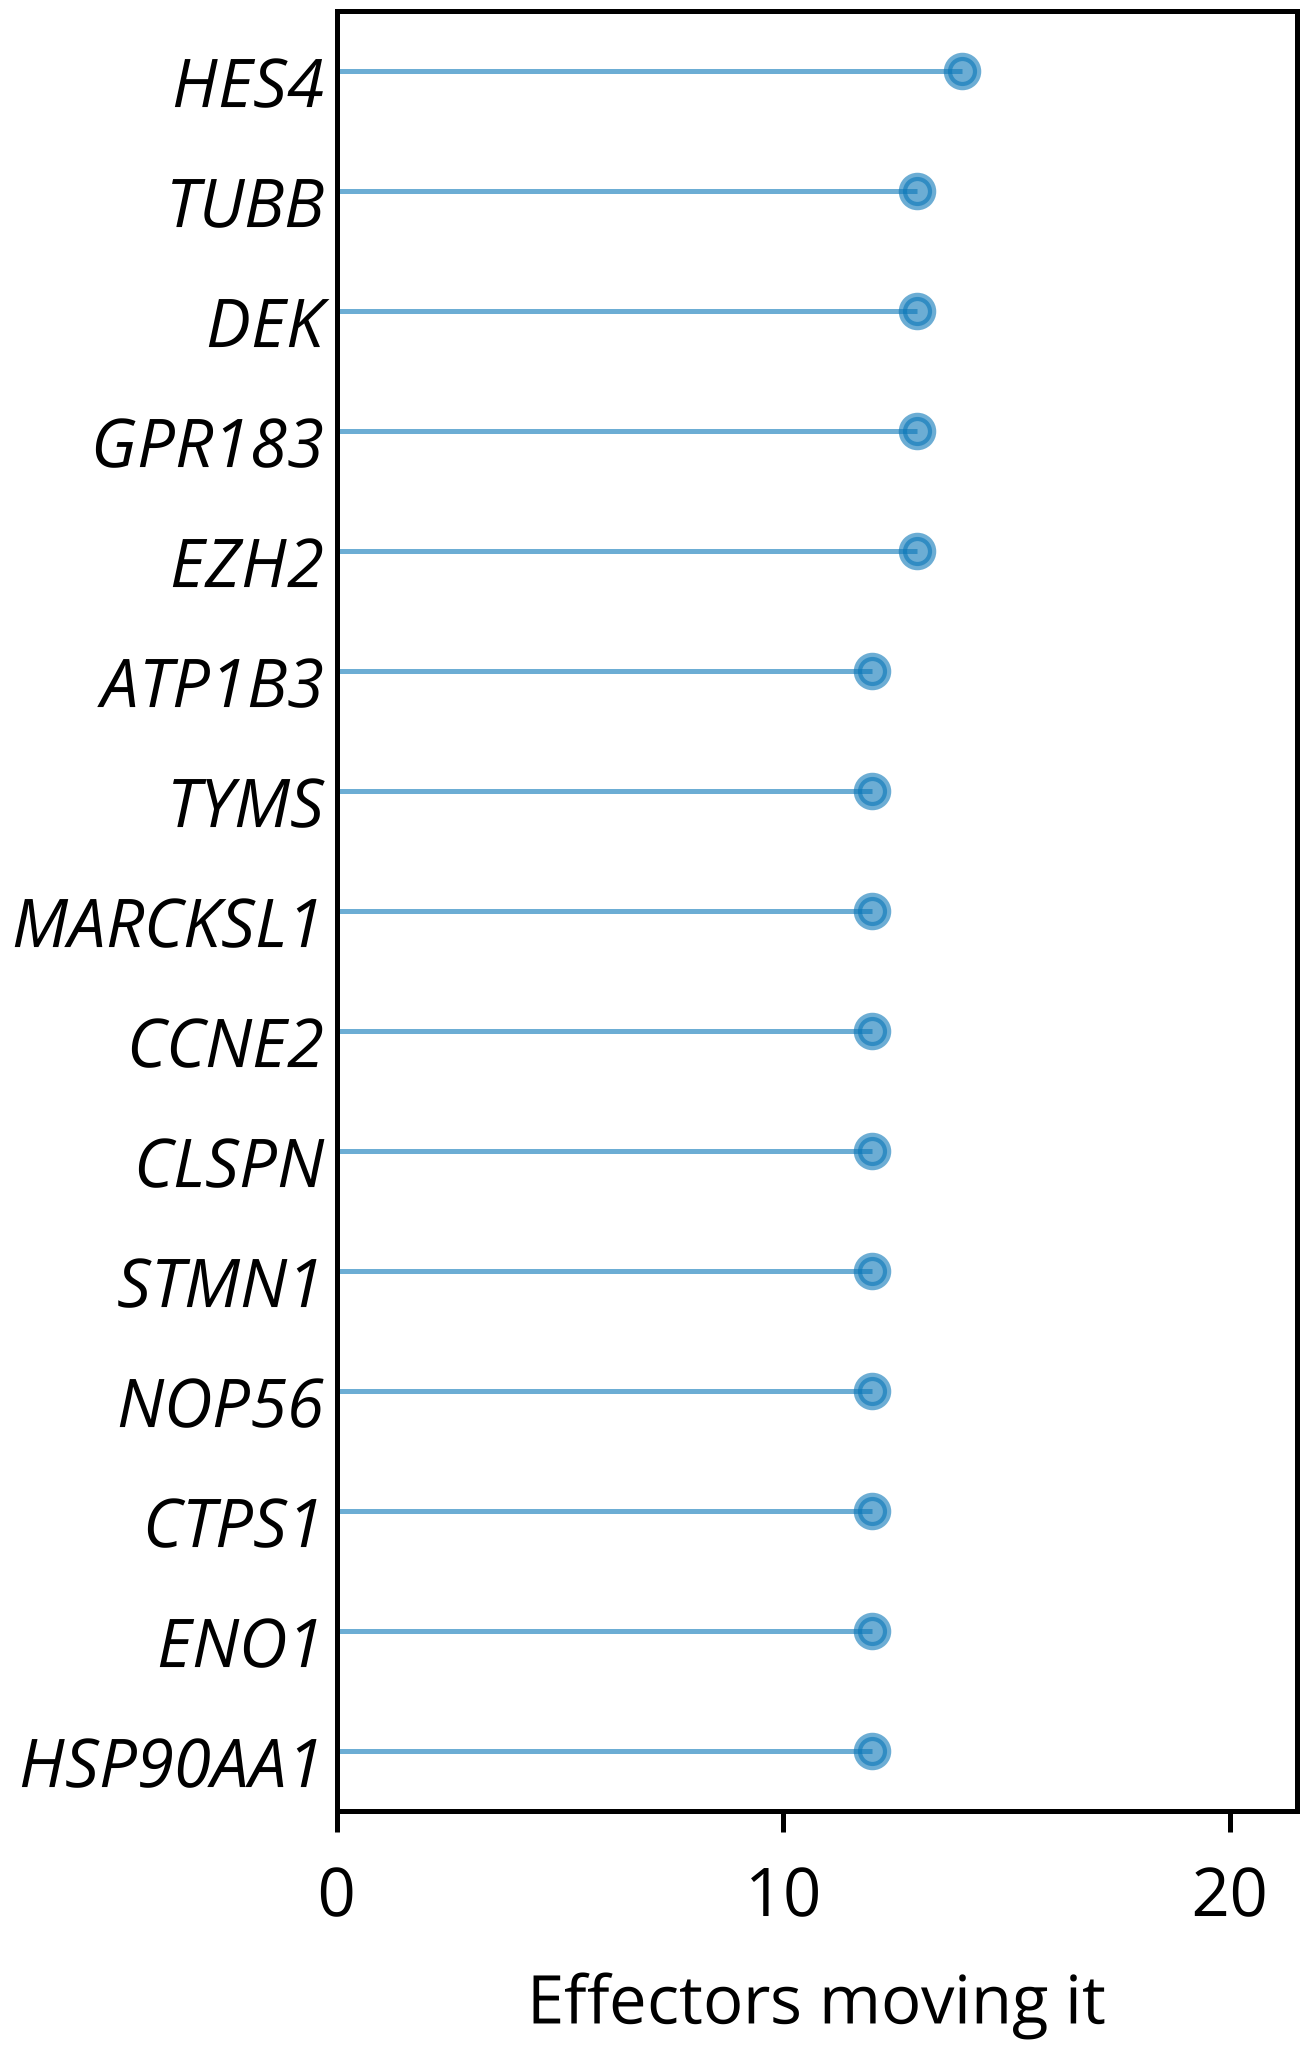 HES4
TUBB
DEK
GPR183
EZH2
ATP1B3
TYMS
MARCKSL1
CCNE2
CLSPN
STMN1
NOP56
CTPS1
ENO1
HSP90AA1
0 10 20
Effectors moving it